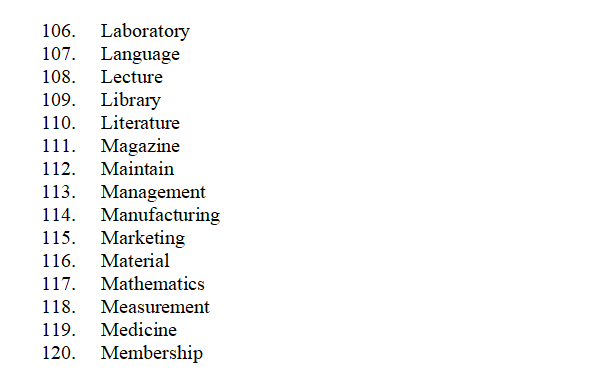 106. Laboratory
107. Language
108. Lecture
109. Library
110. Literature
111. Magazine
112. Maintain
113. Management
114. Manufacturing
115. Marketing
116. Material
117. Mathematics
118. Measurement
119. Medicine
120. Membership